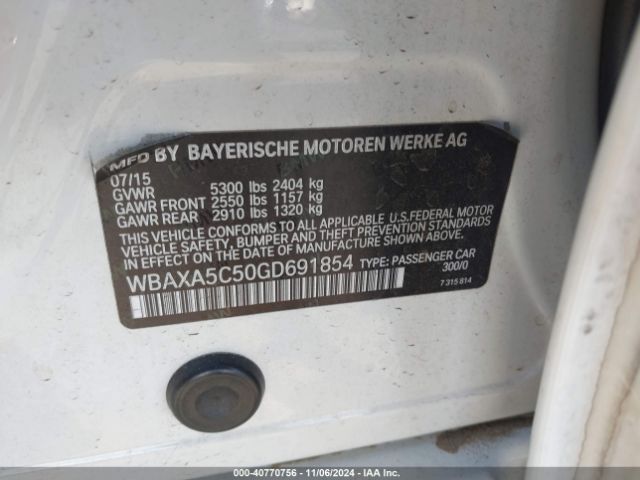 MFD BY BAYERISCHE MOTOREN WERKE AG
07/15
GVWR 5300 lbs 2404 kg
GAWR FRONT 2550 lbs 1157 kg
GAWR REAR 2910 lbs 1320 kg
THIS VEHICLE CONFORMS TO ALL APPLICABLE U.S.FEDERAL MOTOR
VEHICLE SAFETY, BUMPER AND THEFT PREVENTION STANDARDS
IN EFFECT ON THE DATE OF MANUFACTURE SHOWN ABOVE.
WBAXA5C50GD691854 TYPE: PASSENGER CAR
300/0
7 315 814
000-40770756 | 11/06/2024 | IAA Inc.